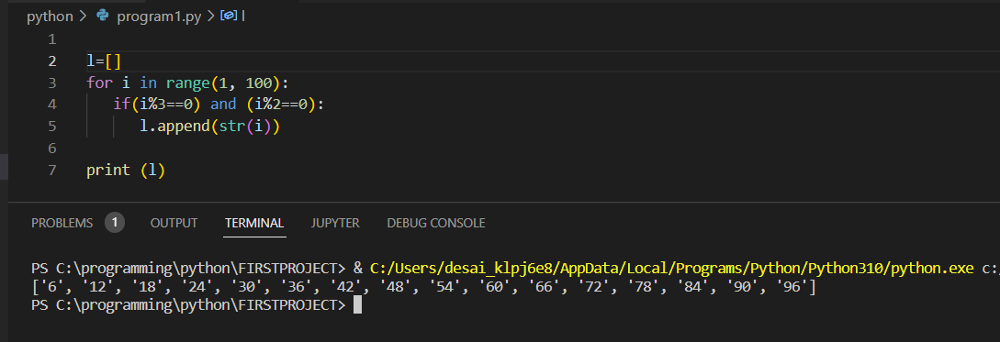 python > program1.py > l
1
2 l=[]
3 for i in range(1, 100):
4 if(i%3==0) and (i%2==0):
5 l.append(str(i))
6
7 print (l)
PROBLEMS 1 OUTPUT TERMINAL JUPYTER DEBUG CONSOLE
PS C:\programming\python\FIRSTPROJECT> & C:/Users/desai_klpj6e8/AppData/Local/Programs/Python/Python310/python.exe c:/
['6', '12', '18', '24', '30', '36', '42', '48', '54', '60', '66', '72', '78', '84', '90', '96']
PS C:\programming\python\FIRSTPROJECT>